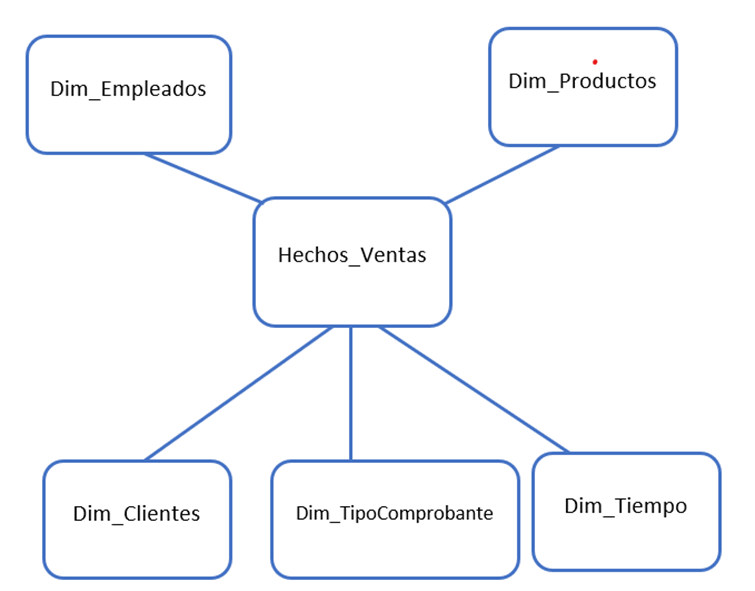 Dim_Empleados
Dim_Productos
Hechos_Ventas
Dim_Clientes
Dim_TipoComprobante
Dim_Tiempo